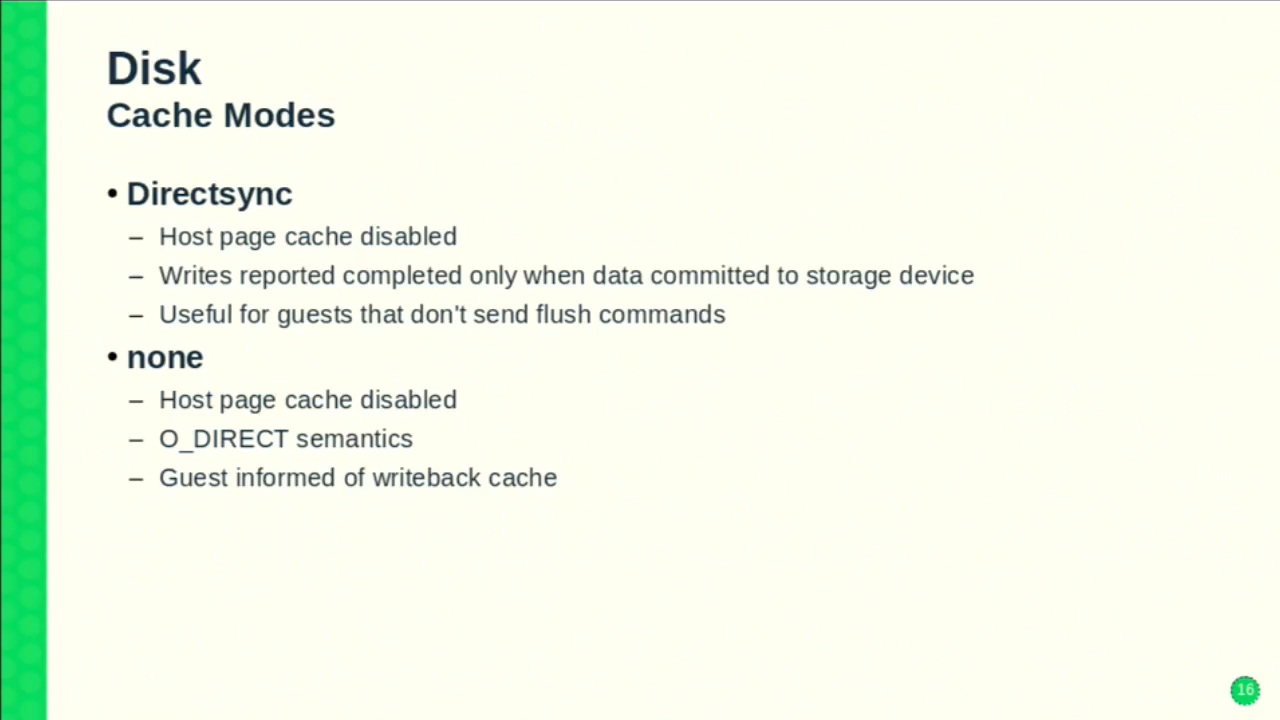 Disk
Cache Modes
• Directsync
– Host page cache disabled
– Writes reported completed only when data committed to storage device
– Useful for guests that don't send flush commands
• none
– Host page cache disabled
– O_DIRECT semantics
– Guest informed of writeback cache
16